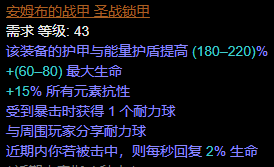 安姆布的战甲 圣战锁甲
需求 等级: 43
该装备的护甲与能量护盾提高 (180–220)%
+(60–80) 最大生命
+15% 所有元素抗性
受到暴击时获得 1 个耐力球
与周围玩家分享耐力球
近期内你若被击中，则每秒回复 2% 生命